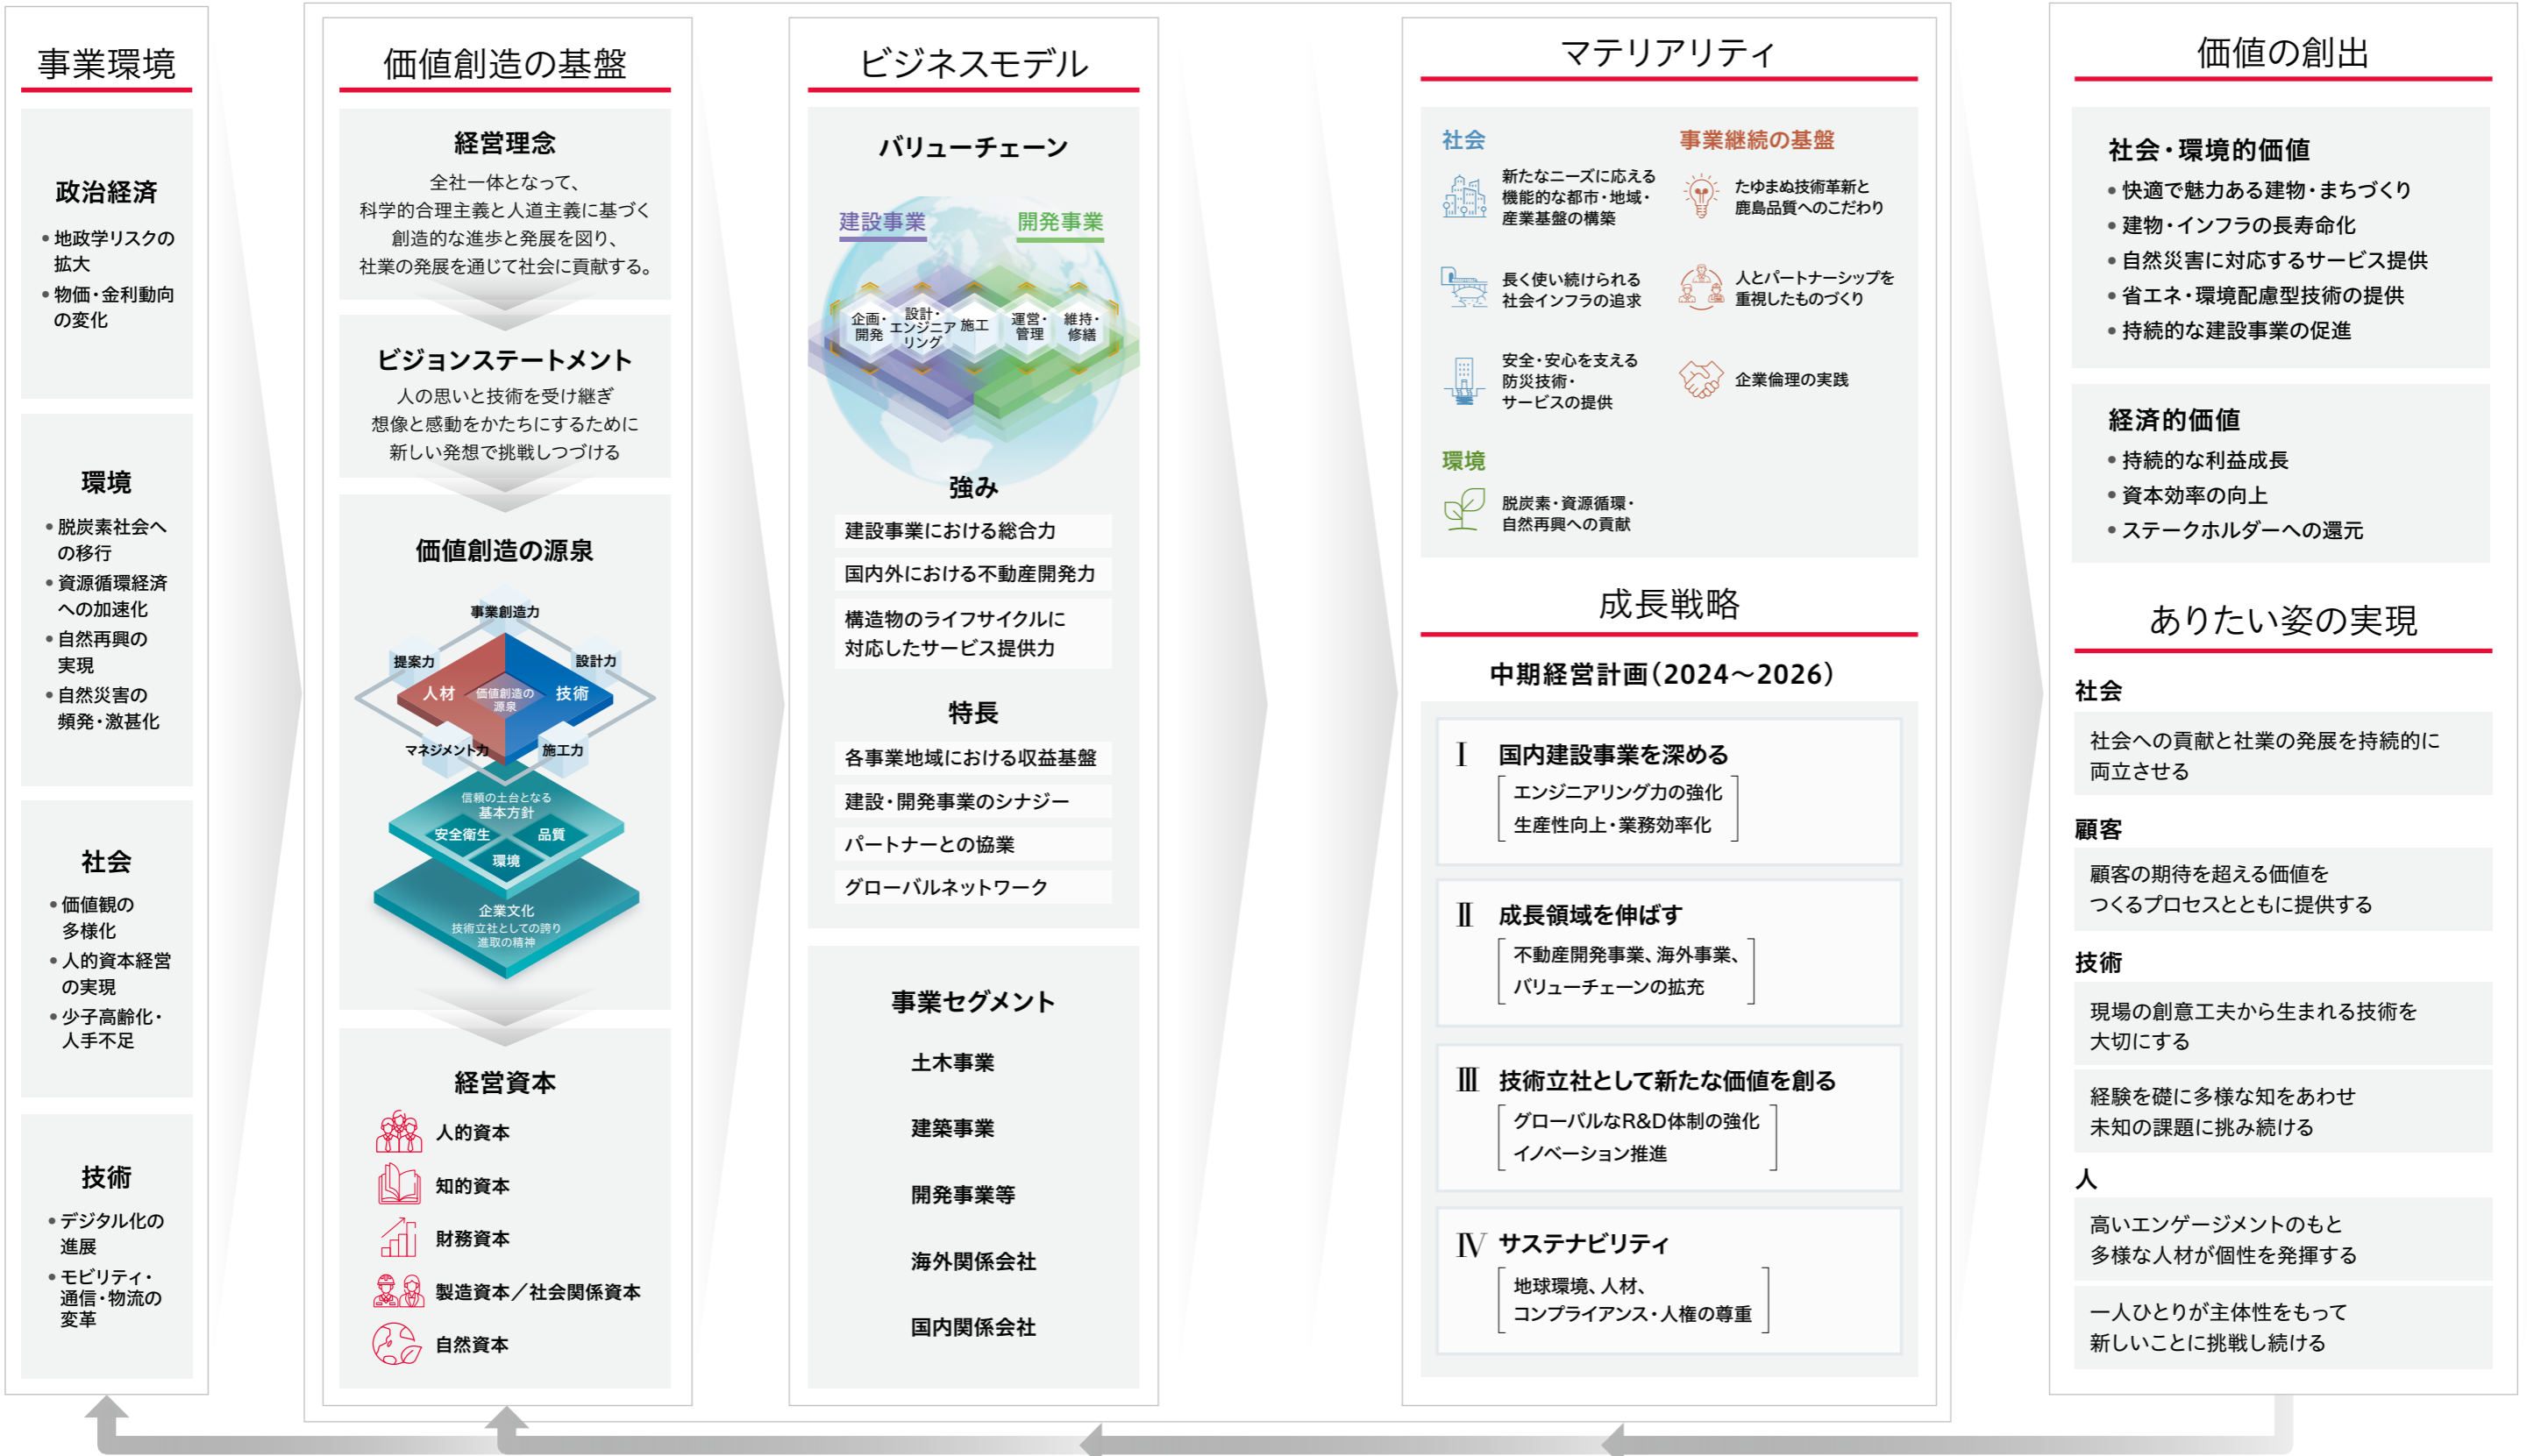 事業環境
政治経済
• 地政学リスクの
拡大
• 物価・金利動向
の変化
環境
• 脱炭素社会へ
の移行
• 資源循環経済
への加速化
• 自然再興の
実現
• 自然災害の
頻発・激甚化
社会
• 価値観の
多様化
• 人的資本経営
の実現
• 少子高齢化・
人手不足
技術
• デジタル化の
進展
• モビリティ・
通信・物流の
変革
価値創造の基盤
経営理念
全社一体となって、
科学的合理主義と人道主義に基づく
創造的な進歩と発展を図り、
社業の発展を通じて社会に貢献する。
ビジョンステートメント
人の思いと技術を受け継ぎ
想像と感動をかたちにするために
新しい発想で挑戦しつづける
価値創造の源泉
事業創造力
提案力
設計力
人材
価値創造の
源泉
技術
マネジメント力
施工力
信頼の土台となる
基本方針
安全衛生
品質
環境
企業文化
技術立社としての誇り
進取の精神
経営資本
人的資本
知的資本
財務資本
製造資本／社会関係資本
自然資本
ビジネスモデル
バリューチェーン
建設事業
開発事業
企画・
開発
設計・
エンジニア
リング
施工
運営・
管理
維持・
修繕
強み
建設事業における総合力
国内外における不動産開発力
構造物のライフサイクルに
対応したサービス提供力
特長
各事業地域における収益基盤
建設・開発事業のシナジー
パートナーとの協業
グローバルネットワーク
事業セグメント
土木事業
建築事業
開発事業等
海外関係会社
国内関係会社
マテリアリティ
社会
新たなニーズに応える
機能的な都市・地域・
産業基盤の構築
長く使い続けられる
社会インフラの追求
安全・安心を支える
防災技術・
サービスの提供
環境
脱炭素・資源循環・
自然再興への貢献
事業継続の基盤
たゆまぬ技術革新と
鹿島品質へのこだわり
人とパートナーシップを
重視したものづくり
企業倫理の実践
成長戦略
中期経営計画（2024～2026）
Ⅰ 国内建設事業を深める
エンジニアリング力の強化
生産性向上・業務効率化
Ⅱ 成長領域を伸ばす
不動産開発事業、海外事業、
バリューチェーンの拡充
Ⅲ 技術立社として新たな価値を創る
グローバルなR&D体制の強化
イノベーション推進
Ⅳ サステナビリティ
地球環境、人材、
コンプライアンス・人権の尊重
価値の創出
社会・環境的価値
• 快適で魅力ある建物・まちづくり
• 建物・インフラの長寿命化
• 自然災害に対応するサービス提供
• 省エネ・環境配慮型技術の提供
• 持続的な建設事業の促進
経済的価値
• 持続的な利益成長
• 資本効率の向上
• ステークホルダーへの還元
ありたい姿の実現
社会
社会への貢献と社業の発展を持続的に
両立させる
顧客
顧客の期待を超える価値を
つくるプロセスとともに提供する
技術
現場の創意工夫から生まれる技術を
大切にする
経験を礎に多様な知をあわせ
未知の課題に挑み続ける
人
高いエンゲージメントのもと
多様な人材が個性を発揮する
一人ひとりが主体性をもって
新しいことに挑戦し続ける